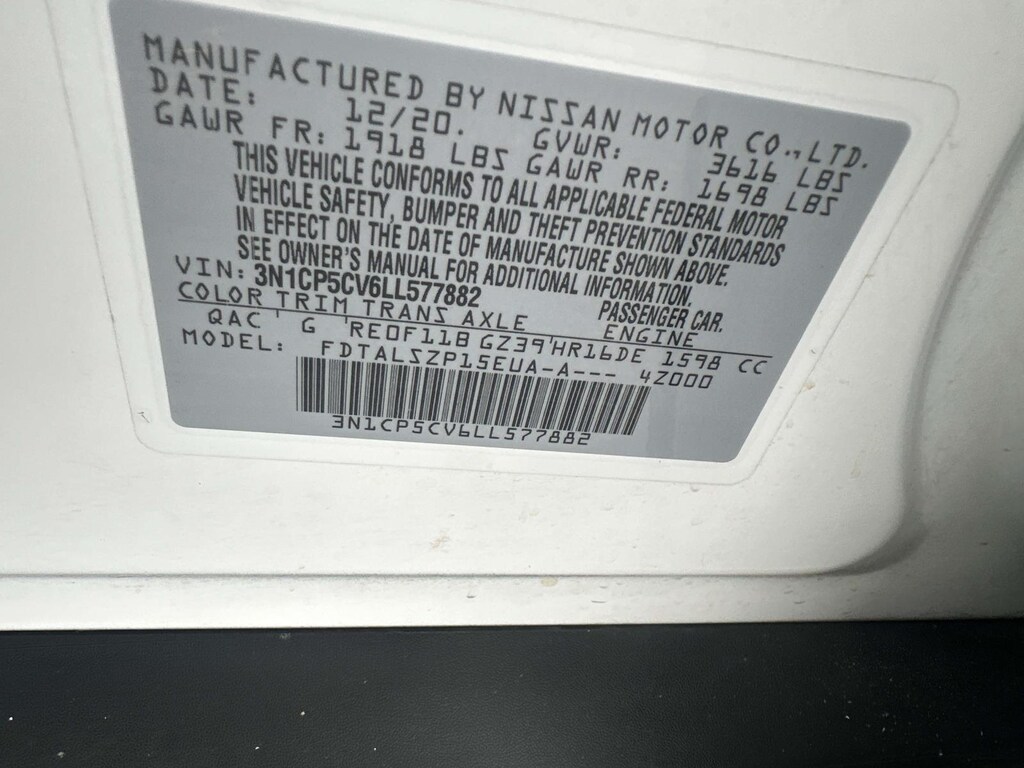 MANUFACTURED BY NISSAN MOTOR CO.,LTD.
DATE: 12/20. GVWR: 3616 LBS
GAWR FR: 1918 LBS GAWR RR: 1698 LBS
THIS VEHICLE CONFORMS TO ALL APPLICABLE FEDERAL MOTOR
VEHICLE SAFETY, BUMPER AND THEFT PREVENTION STANDARDS
IN EFFECT ON THE DATE OF MANUFACTURE SHOWN ABOVE.
SEE OWNER'S MANUAL FOR ADDITIONAL INFORMATION.
VIN: 3N1CP5CV6LL577882 PASSENGER CAR.
COLOR TRIM TRANS AXLE ENGINE
QAC ' G 'RE0F11B GZ39'HR16DE 1598 CC
MODEL: FDTALSZP15EUA-A--- 4Z000
3N1CP5CV6LL577882